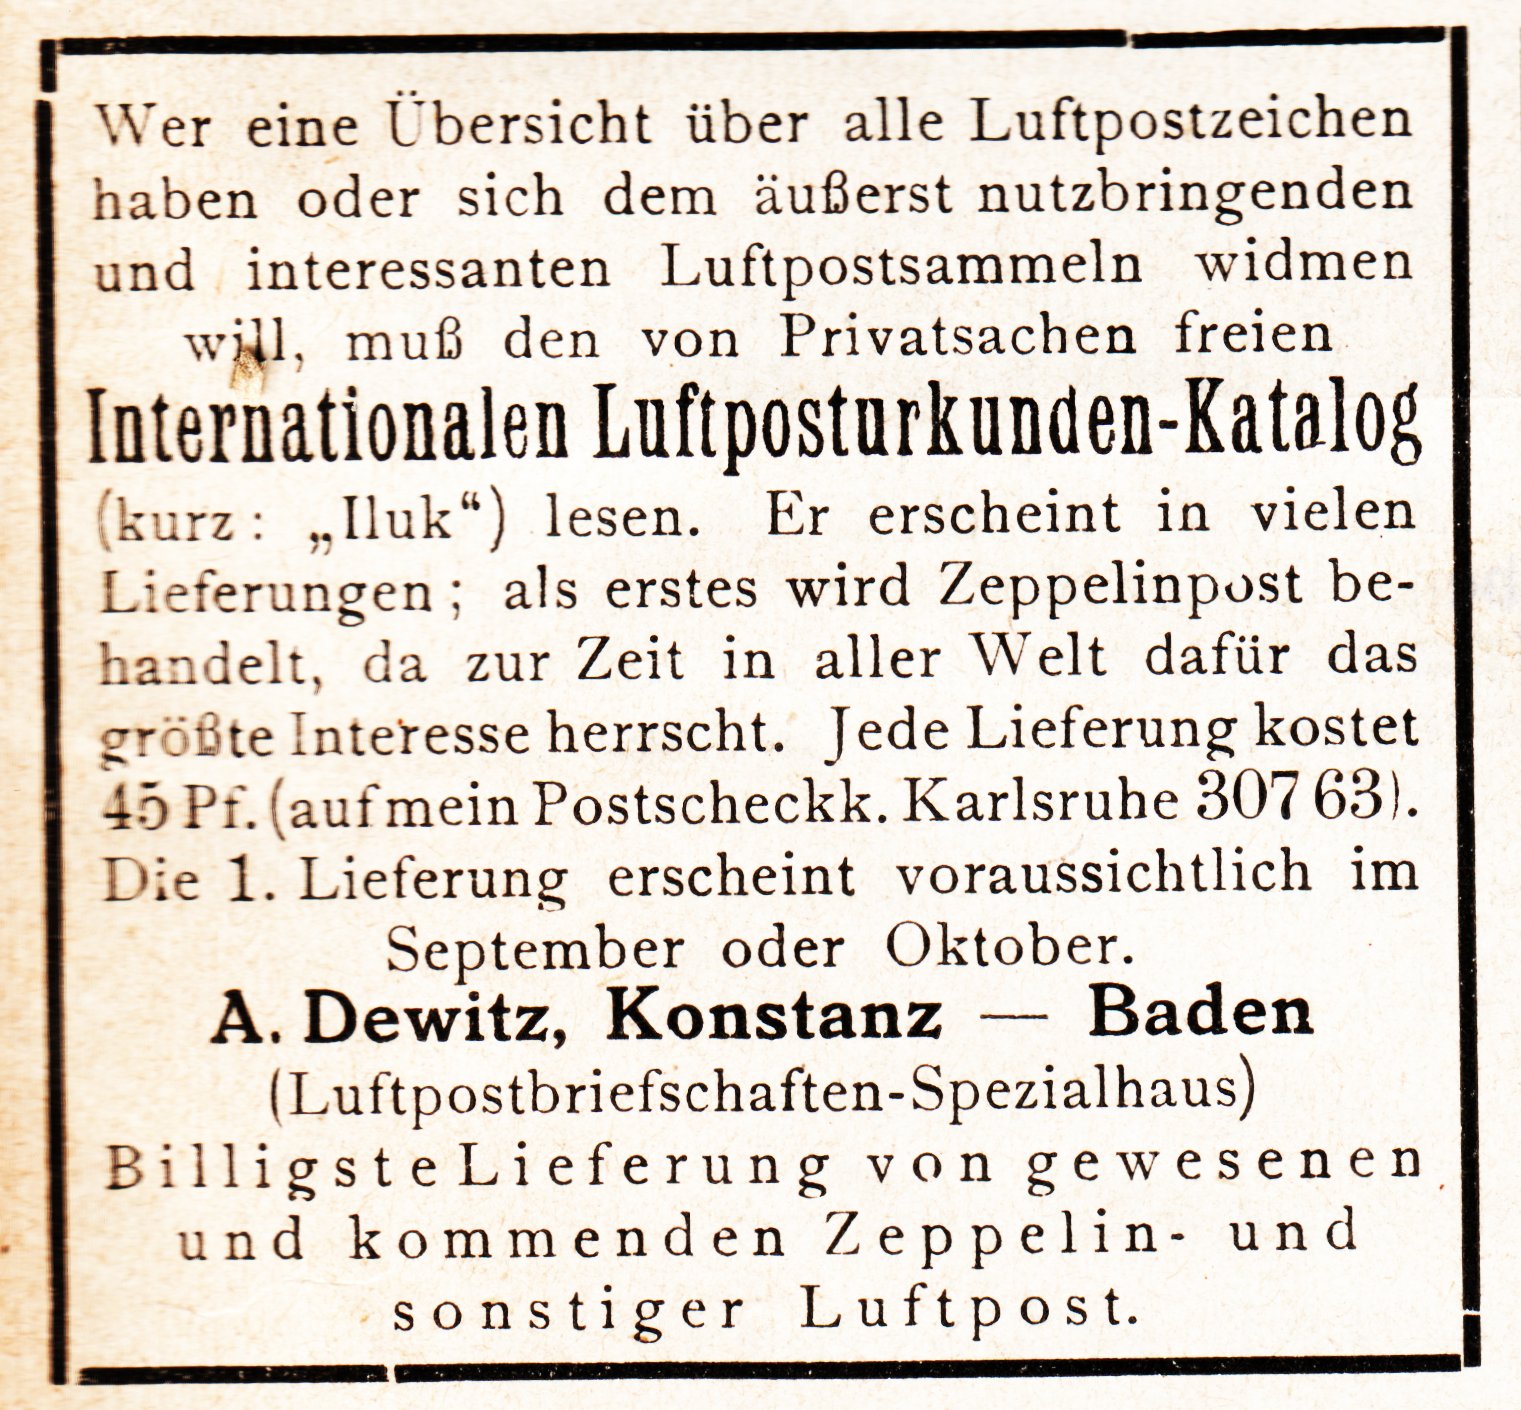 Wer eine Übersicht über alle Luftpostzeichen
haben oder sich dem äußerst nutzbringenden
und interessanten Luftpostsammeln widmen
will, muß den von Privatsachen freien
Internationalen Luftposturkunden-Katalog
(kurz: „Iluk“) lesen. Er erscheint in vielen
Lieferungen; als erstes wird Zeppelinpost be-
handelt, da zur Zeit in aller Welt dafür das
größte Interesse herrscht. Jede Lieferung kostet
45 Pf. (auf mein Postscheckk. Karlsruhe 307 63).
Die 1. Lieferung erscheint voraussichtlich im
September oder Oktober.
A. Dewitz, Konstanz — Baden
(Luftpostbriefschaften-Spezialhaus)
Billigste Lieferung von gewesenen
und kommenden Zeppelin- und
sonstiger Luftpost.